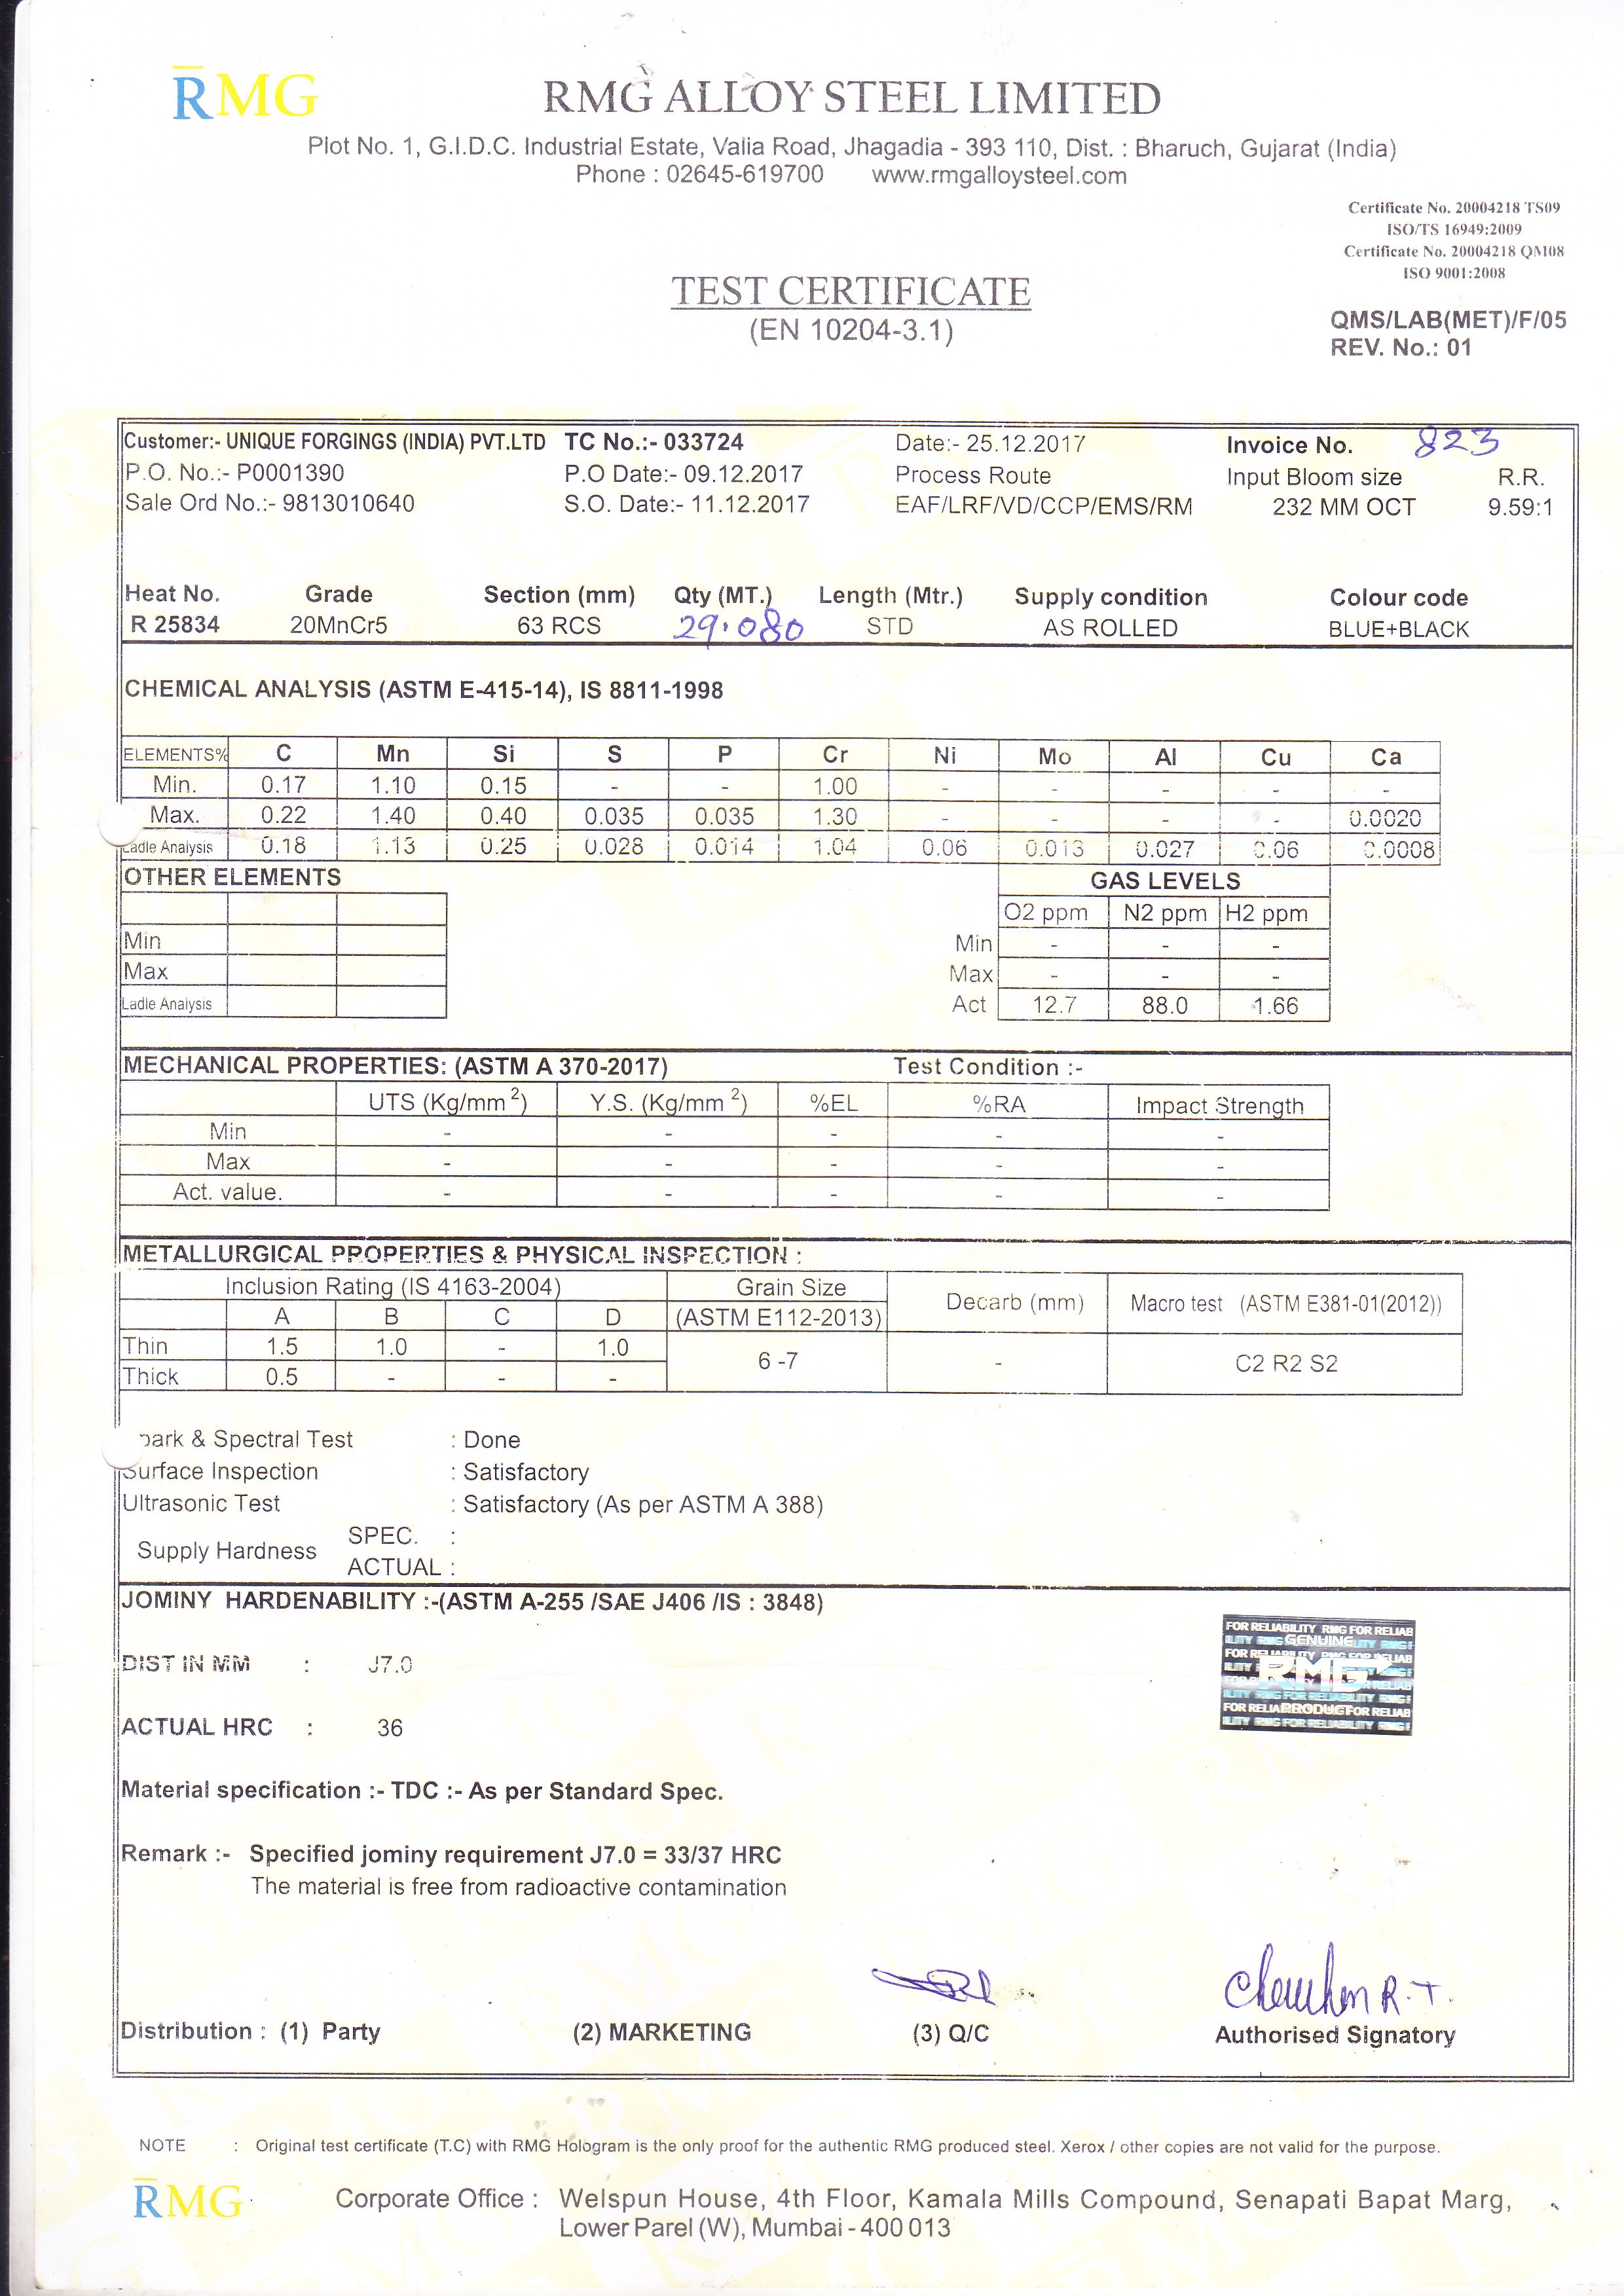 RMG
RMG ALLOY STEEL LIMITED
Plot No. 1, G.I.D.C. Industrial Estate, Valia Road, Jhagadia - 393 110, Dist. : Bharuch, Gujarat (India)
Phone : 02645-619700 www.rmgalloysteel.com
Certificate No. 20004218 TS09
ISO/TS 16949:2009
Certificate No. 20004218 QM08
ISO 9001:2008
TEST CERTIFICATE
(EN 10204-3.1)
QMS/LAB(MET)/F/05
REV. No.: 01
Customer:- UNIQUE FORGINGS (INDIA) PVT.LTD TC No.:- 033724 Date:- 25.12.2017 Invoice No. 823
P.O. No.:- P0001390 P.O Date:- 09.12.2017 Process Route Input Bloom size R.R.
Sale Ord No.:- 9813010640 S.O. Date:- 11.12.2017 EAF/LRF/VD/CCP/EMS/RM 232 MM OCT 9.59:1
Heat No. Grade Section (mm) Qty (MT.) Length (Mtr.) Supply condition Colour code
R 25834 20MnCr5 63 RCS 29.080 STD AS ROLLED BLUE+BLACK
CHEMICAL ANALYSIS (ASTM E-415-14), IS 8811-1998
ELEMENTS% C Mn Si S P Cr Ni Mo Al Cu Ca
Min. 0.17 1.10 0.15 - - 1.00 - - - - -
Max. 0.22 1.40 0.40 0.035 0.035 1.30 - - - - 0.0020
Ladle Analysis 0.18 1.13 0.25 0.028 0.014 1.04 0.06 0.013 0.027 0.06 0.0008
OTHER ELEMENTS GAS LEVELS
O2 ppm N2 ppm H2 ppm
Min Min - - -
Max Max - - -
Ladle Analysis Act 12.7 88.0 1.66
MECHANICAL PROPERTIES: (ASTM A 370-2017) Test Condition :-
UTS (Kg/mm²) Y.S. (Kg/mm²) %EL %RA Impact Strength
Min - - - - -
Max - - - - -
Act. value. - - - - -
METALLURGICAL PROPERTIES & PHYSICAL INSPECTION :
Inclusion Rating (IS 4163-2004) Grain Size Decarb (mm) Macro test (ASTM E381-01(2012))
A B C D (ASTM E112-2013)
Thin 1.5 1.0 - 1.0 6 -7 - C2 R2 S2
Thick 0.5 - - -
park & Spectral Test : Done
Surface Inspection : Satisfactory
Ultrasonic Test : Satisfactory (As per ASTM A 388)
Supply Hardness SPEC. :
ACTUAL :
JOMINY HARDENABILITY :-(ASTM A-255 /SAE J406 /IS : 3848)
DIST IN MM : J7.0
ACTUAL HRC : 36
FOR RELIABILITY RMG FOR RELIAB
GENUINE
RMG
PRODUCT
Material specification :- TDC :- As per Standard Spec.
Remark :- Specified jominy requirement J7.0 = 33/37 HRC
The material is free from radioactive contamination
Chauhan R.T.
Distribution : (1) Party (2) MARKETING (3) Q/C Authorised Signatory
NOTE : Original test certificate (T.C) with RMG Hologram is the only proof for the authentic RMG produced steel. Xerox / other copies are not valid for the purpose.
RMG Corporate Office : Welspun House, 4th Floor, Kamala Mills Compound, Senapati Bapat Marg,
Lower Parel (W), Mumbai - 400 013